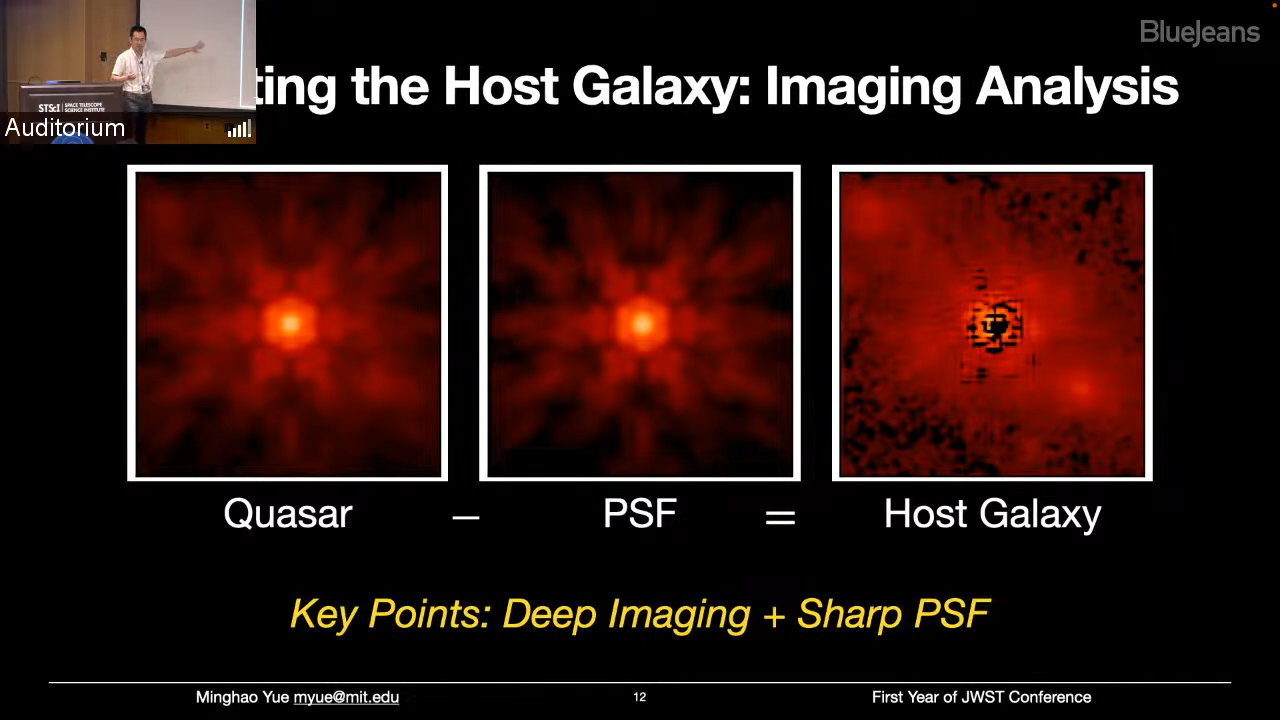 BlueJeans
STScI | SPACE TELESCOPE
SCIENCE INSTITUTE
Auditorium
ting the Host Galaxy: Imaging Analysis
Quasar – PSF = Host Galaxy
Key Points: Deep Imaging + Sharp PSF
Minghao Yue myue@mit.edu 12 First Year of JWST Conference